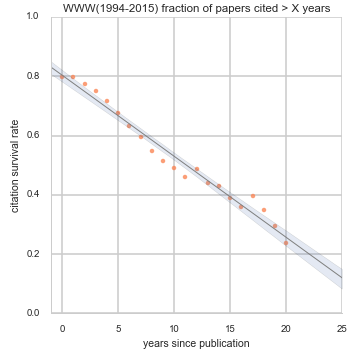 WWW(1994-2015) fraction of papers cited > X years
1.0
0.8
0.6
0.4
0.2
0.0
citation survival rate
0 5 10 15 20 25
years since publication